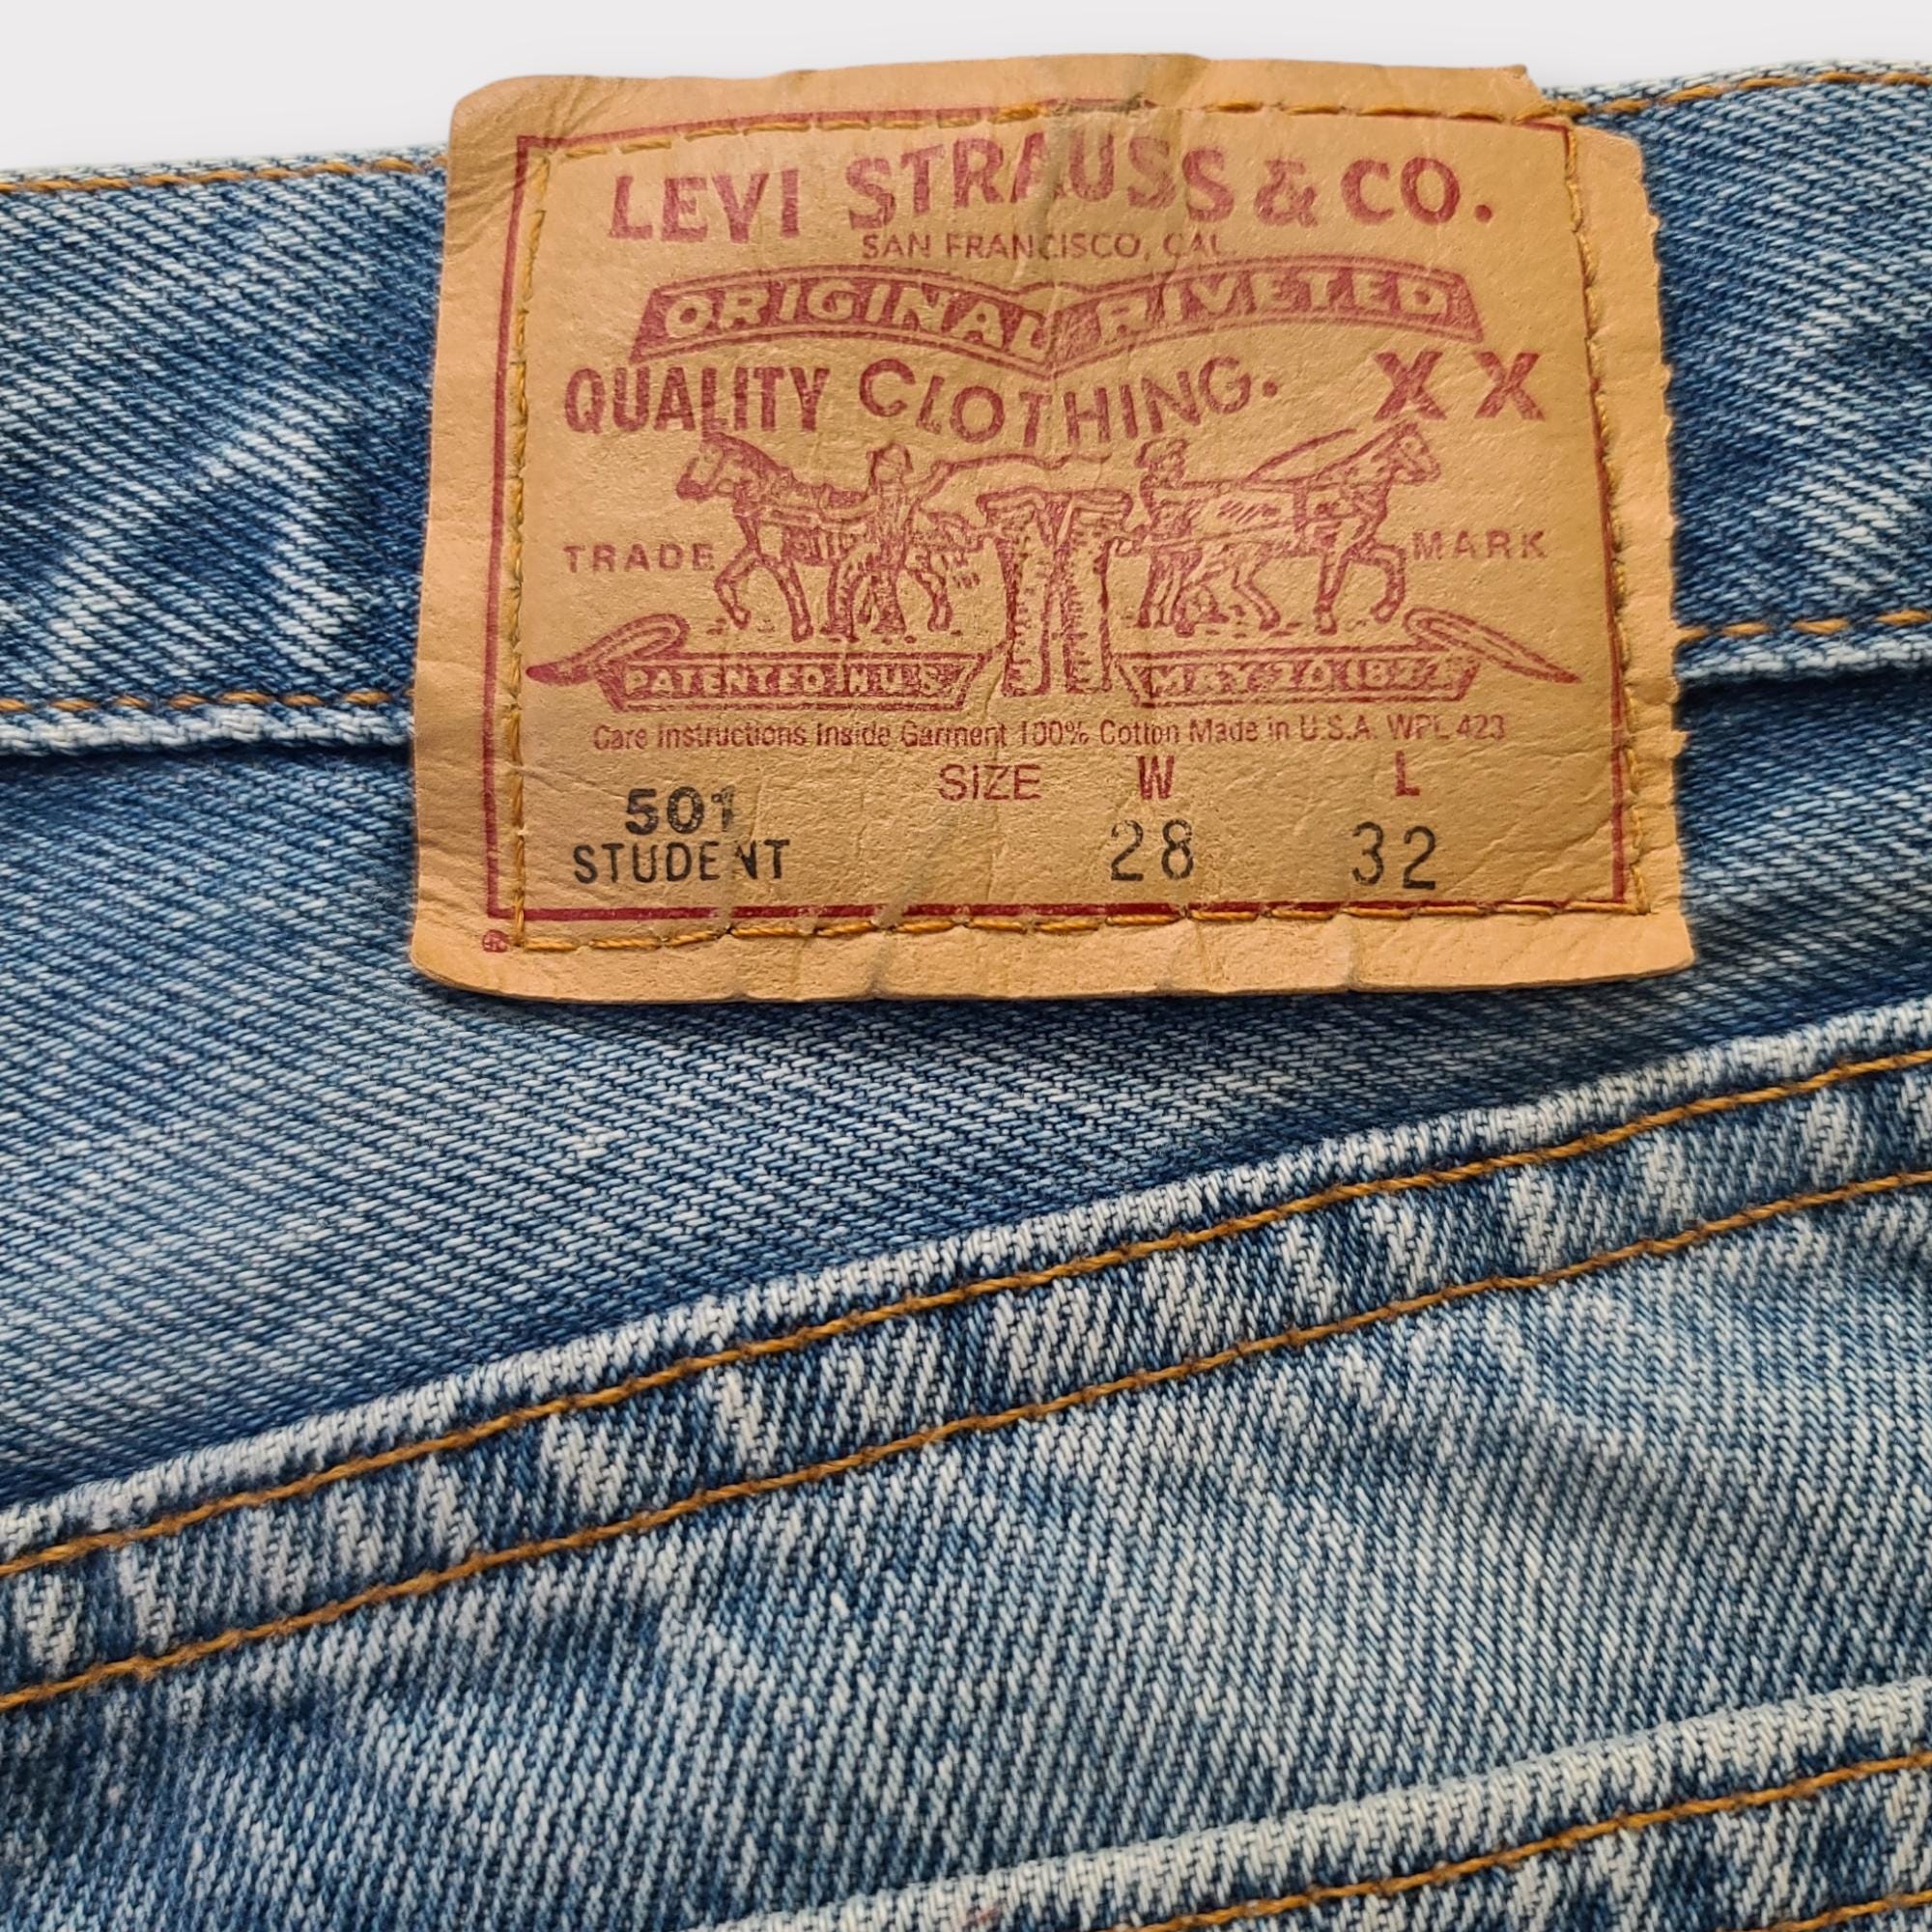 LEVI STRAUSS & CO.
SAN FRANCISCO, CAL.
ORIGINAL RIVETED
QUALITY CLOTHING. XX
TRADE MARK
PATENTED IN U.S. MAY 20 1873
Care Instructions Inside Garment 100% Cotton Made in U.S.A. WPL 423
SIZE W L
501
STUDENT 28 32
®